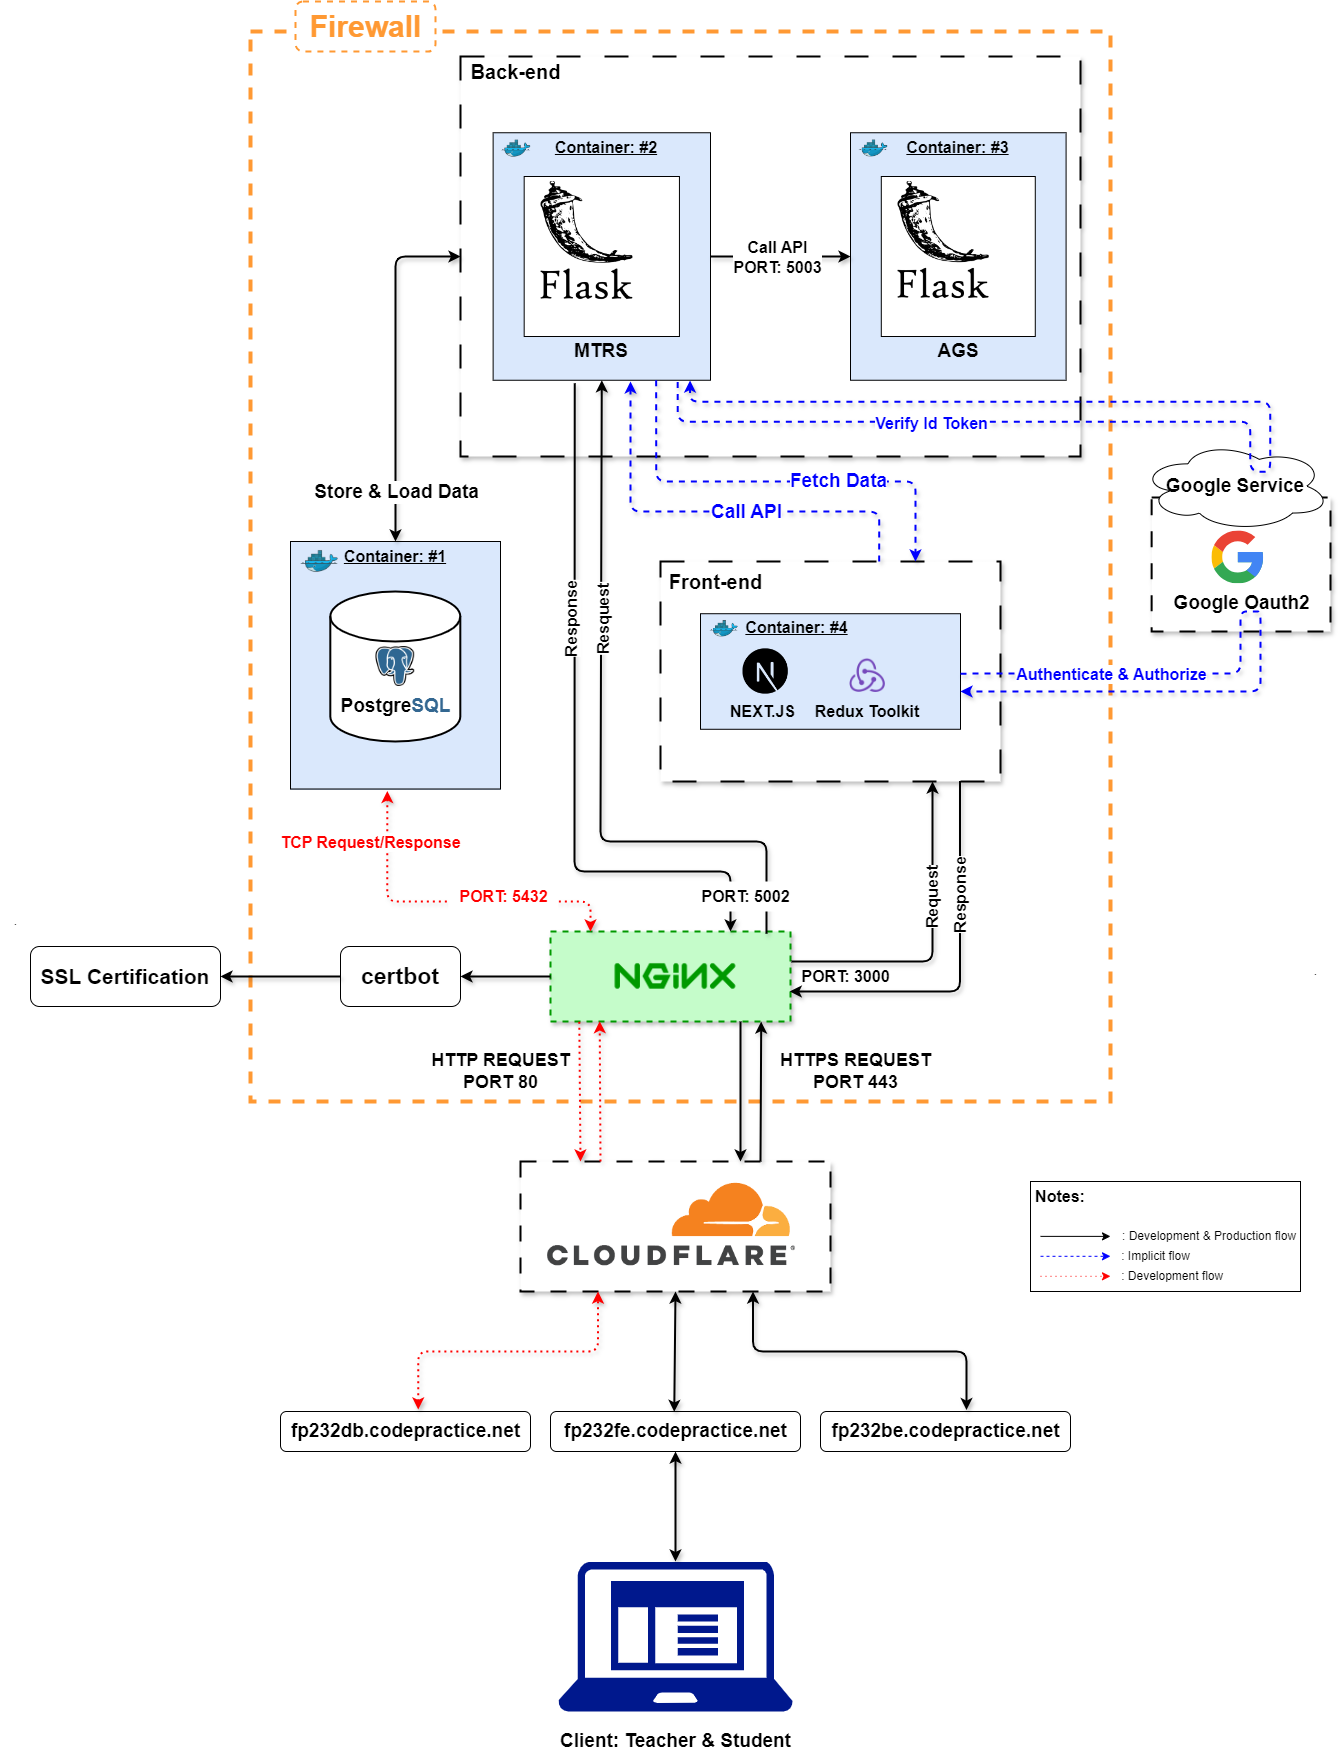 Firewall
Back-end
Container: #2
Container: #3
Flask
Flask
Call API
PORT: 5003
MTRS
AGS
Verify Id Token
Fetch Data
Call API
Store & Load Data
Google Service
Google Oauth2
Container: #1
PostgreSQL
Response
Resquest
Front-end
Container: #4
NEXT.JS
Redux Toolkit
Authenticate & Authorize
TCP Request/Response
PORT: 5432
PORT: 5002
Request
Response
SSL Certification
certbot
NGINX
PORT: 3000
HTTP REQUEST
PORT 80
HTTPS REQUEST
PORT 443
CLOUDFLARE®
Notes:
: Development & Production flow
: Implicit flow
: Development flow
fp232db.codepractice.net
fp232fe.codepractice.net
fp232be.codepractice.net
Client: Teacher & Student